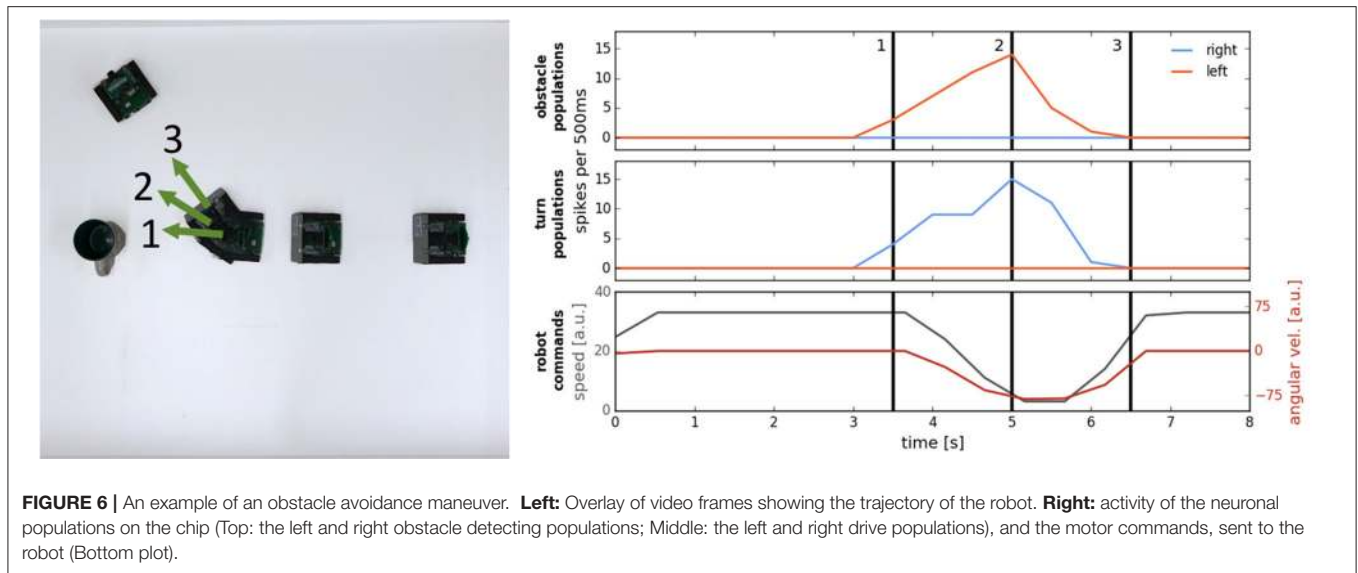 3
2
1
obstacle
populations
spikes per 500ms
turn
populations
robot
commands
speed [a.u.]
15
10
5
0
1
2
3
right
left
15
10
5
0
40
20
0
75
0
−75
angular vel. [a.u.]
0 1 2 3 4 5 6 7 8
time [s]
FIGURE 6 | An example of an obstacle avoidance maneuver. Left: Overlay of video frames showing the trajectory of the robot. Right: activity of the neuronal
populations on the chip (Top: the left and right obstacle detecting populations; Middle: the left and right drive populations), and the motor commands, sent to the
robot (Bottom plot).